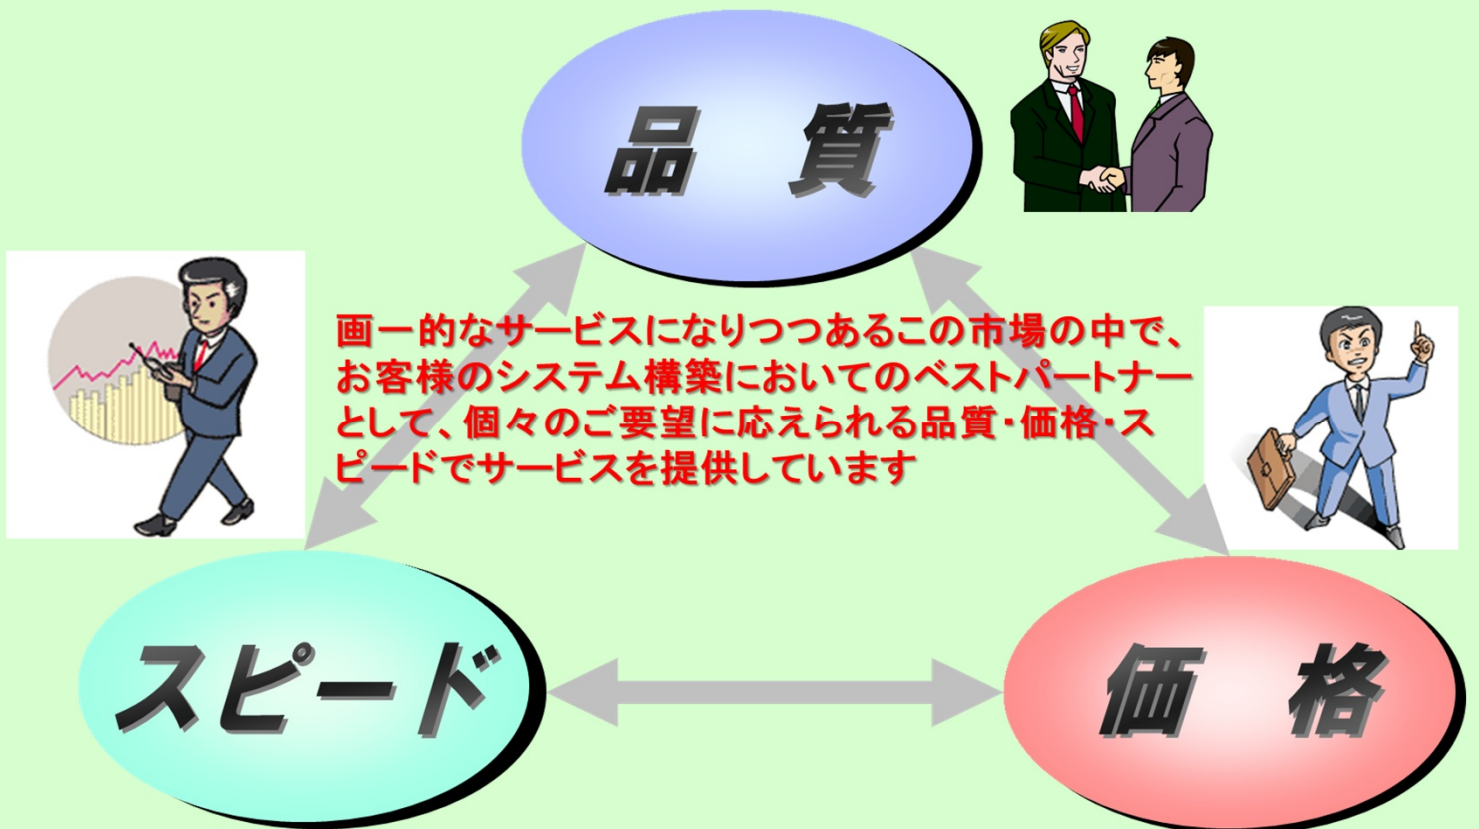 品　質
画一的なサービスになりつつあるこの市場の中で、
お客様のシステム構築においてのベストパートナー
として、個々のご要望に応えられる品質・価格・ス
ピードでサービスを提供しています
スピード
価　格